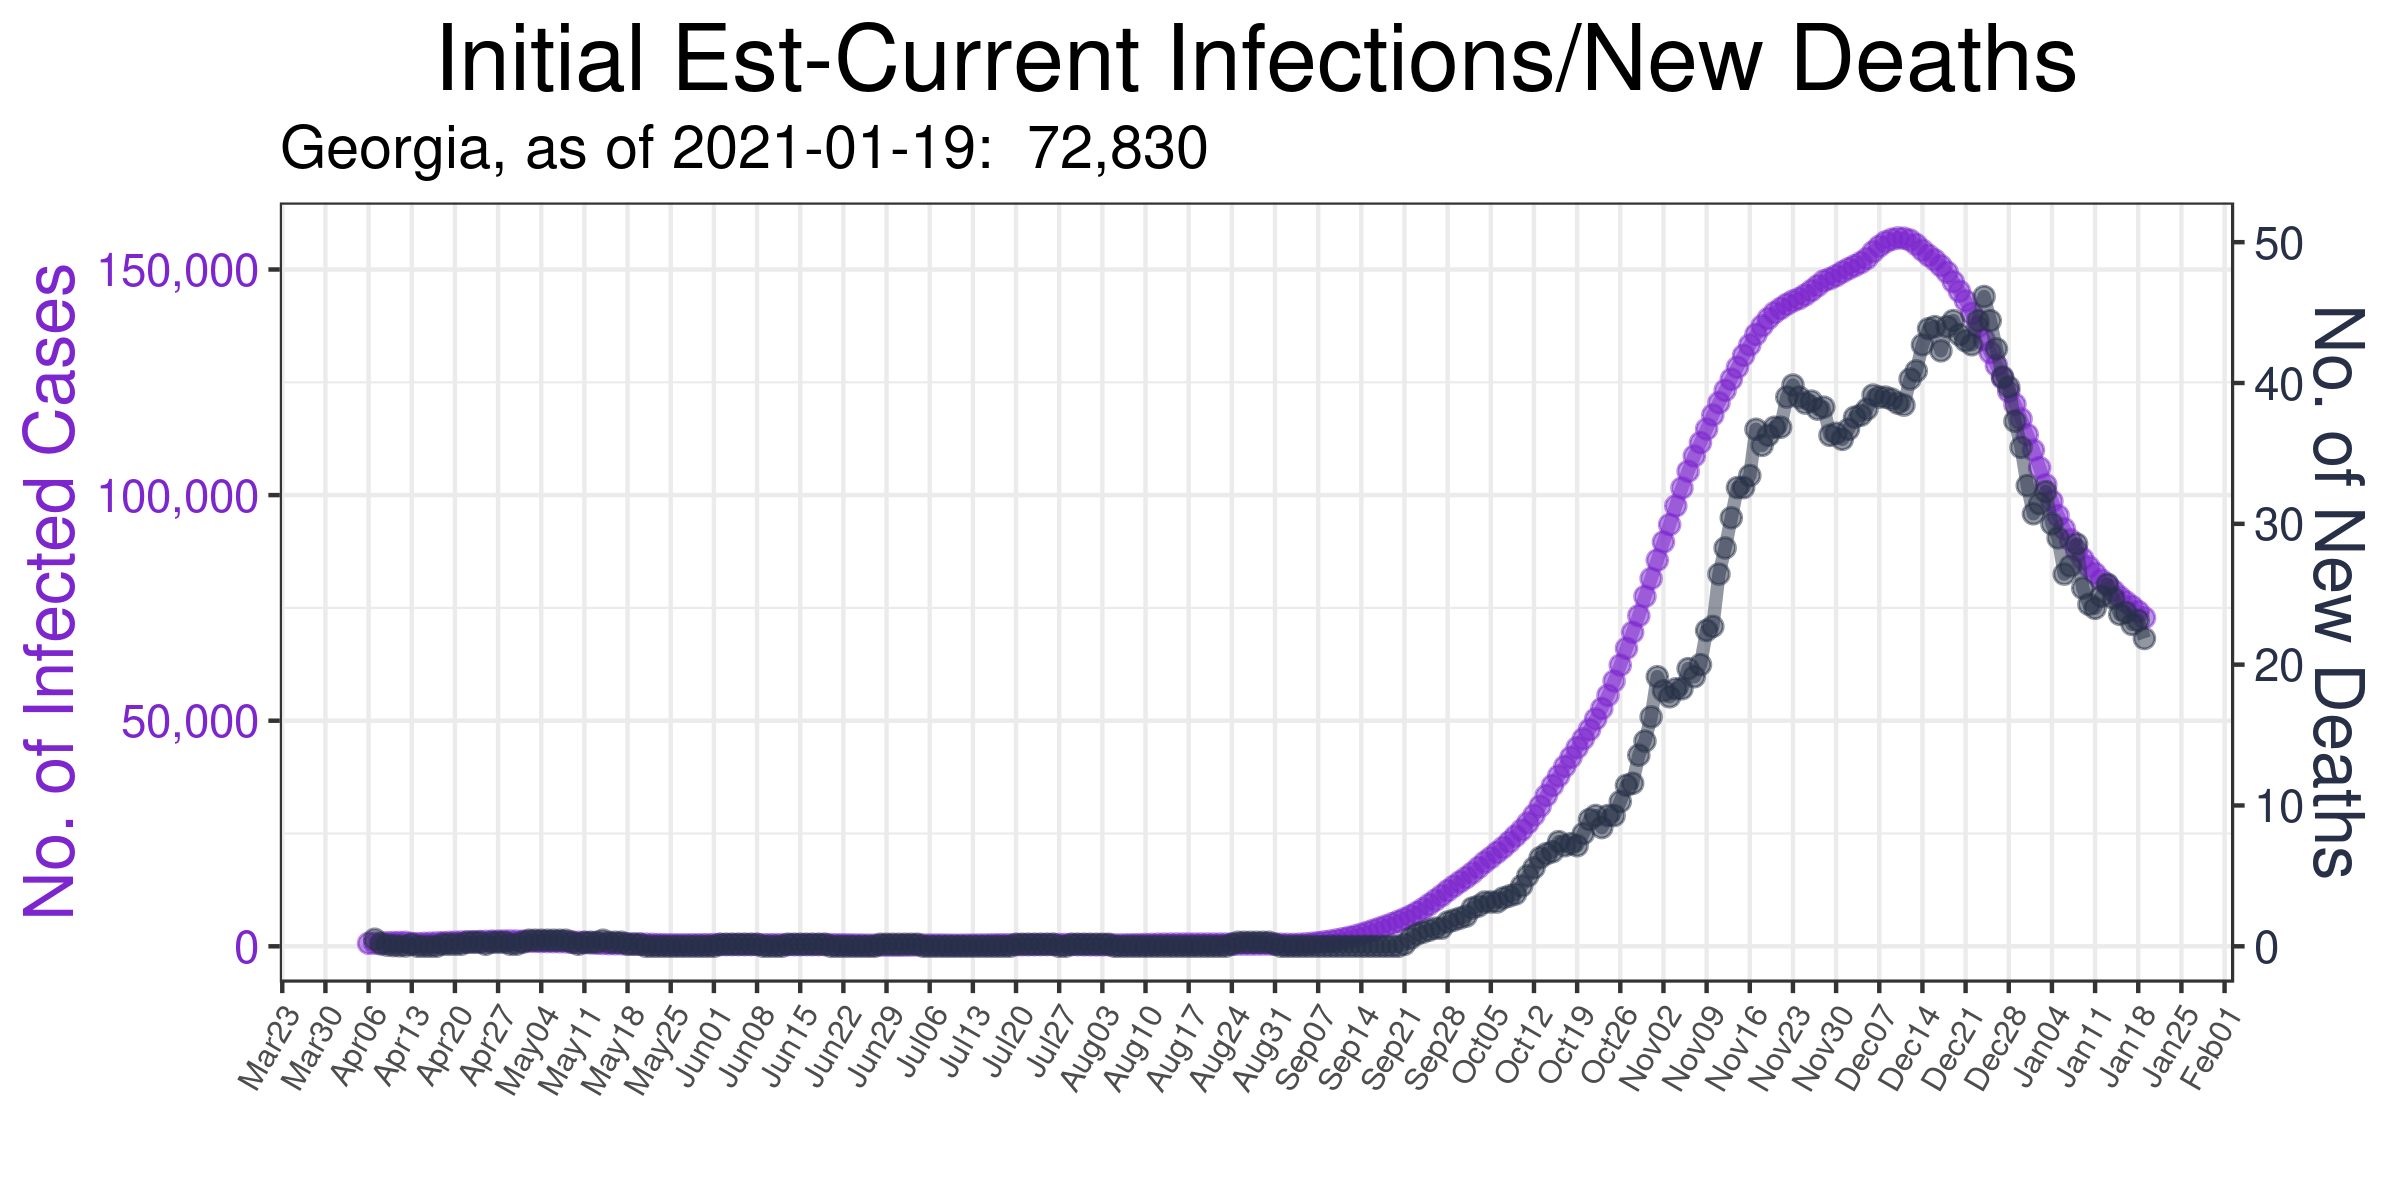 Initial Est-Current Infections/New Deaths
Georgia, as of 2021-01-19:  72,830
No. of Infected Cases
150,000
100,000
50,000
0
50
40
30
20
10
0
No. of New Deaths
Mar23
Mar30
Apr06
Apr13
Apr20
Apr27
May04
May11
May18
May25
Jun01
Jun08
Jun15
Jun22
Jun29
Jul06
Jul13
Jul20
Jul27
Aug03
Aug10
Aug17
Aug24
Aug31
Sep07
Sep14
Sep21
Sep28
Oct05
Oct12
Oct19
Oct26
Nov02
Nov09
Nov16
Nov23
Nov30
Dec07
Dec14
Dec21
Dec28
Jan04
Jan11
Jan18
Jan25
Feb01